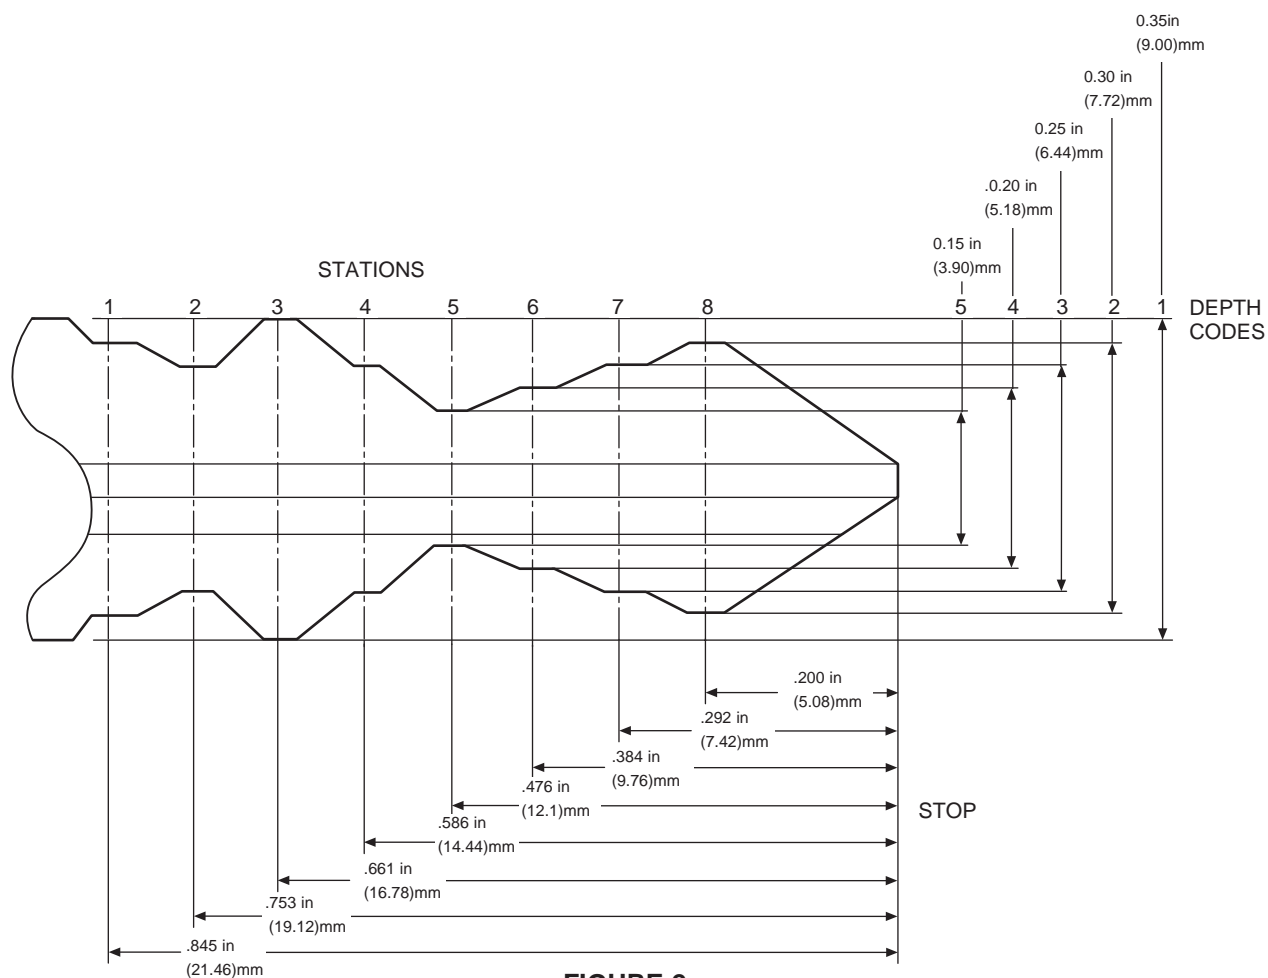 0.35in
(9.00)mm
0.30 in
(7.72)mm
0.25 in
(6.44)mm
.0.20 in
(5.18)mm
0.15 in
(3.90)mm
STATIONS
1 2 3 4 5 6 7 8 5 4 3 2 1 DEPTH
CODES
.200 in
(5.08)mm
.292 in
(7.42)mm
.384 in
(9.76)mm
.476 in
(12.1)mm
STOP
.586 in
(14.44)mm
.661 in
(16.78)mm
.753 in
(19.12)mm
.845 in
(21.46)mm